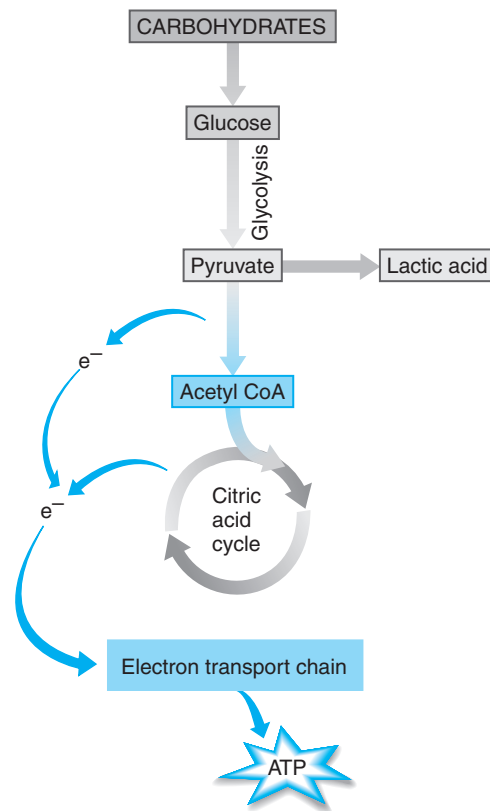 CARBOHYDRATES
Glucose
Glycolysis
Pyruvate
Lactic acid
e−
Acetyl CoA
e−
Citric
acid
cycle
Electron transport chain
ATP